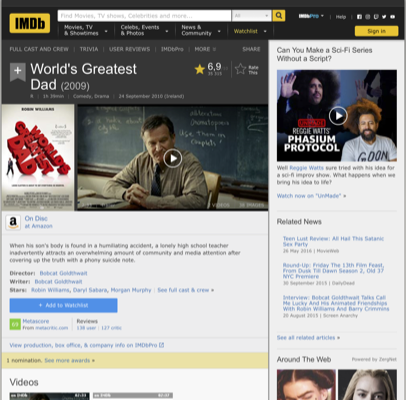 IMDb
Find Movies, TV shows, Celebrities and more...
All
IMDbPro
Help
Movies, TV
& Showtimes
Celebs, Events
& Photos
News &
Community
Watchlist
Sign in
FULL CAST AND CREW | TRIVIA | USER REVIEWS | IMDbPro | MORE
SHARE
World's Greatest
Dad (2009)
6,9
Rate
This
1h 39min | Comedy, Drama | 24 September 2010 (Ireland)
ROBIN WILLIAMS
On Disc
at Amazon
When his son's body is found in a humiliating accident, a lonely high school teacher
inadvertently attracts an overwhelming amount of community and media attention after
covering up the truth with a phony suicide note.
Director: Bobcat Goldthwait
Writer: Bobcat Goldthwait
Stars: Robin Williams, Daryl Sabara, Morgan Murphy | See full cast & crew »
+ Add to Watchlist
Metascore
From metacritic.com
Reviews
138 user | 127 critic
View production, box office, & company info on IMDbPro
1 nomination. See more awards »
Videos
Can You Make a Sci-Fi Series
Without a Script?
REGGIE WATTS'
PHASIUM
PROTOCOL
Well Reggie Watts sure tried with his idea for
a sci-fi improv show. What happens when we
bring his idea to life?
Watch now on "UnMade" »
Related News
Teen Lust Review: All Hail This Satanic
Sex Party
26 May 2016 | MovieWeb
Round-Up: Friday The 13th Film Feast,
From Dusk Till Dawn Season 2, Old 37
NYC Premiere
30 September 2015 | DailyDead
Interview: Bobcat Goldthwait Talks Call
Me Lucky And His Animated Friendships
With Robin Williams And Barry Crimmins
20 August 2015 | Screen Anarchy
See all related articles »
Around The Web
Powered by ZergNet